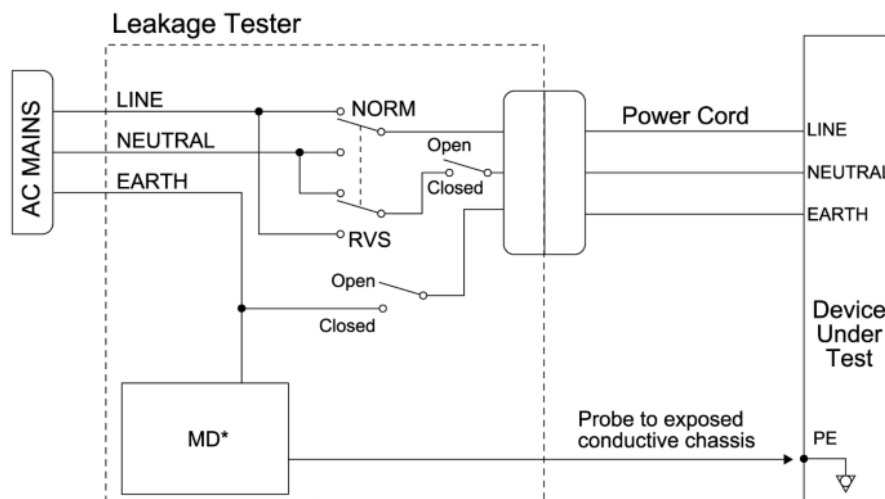 Leakage Tester
AC MAINS
LINE
NEUTRAL
EARTH
NORM
RVS
Open
Closed
Open
Closed
Power Cord
LINE
NEUTRAL
EARTH
Device
Under
Test
MD*
Probe to exposed
conductive chassis
PE